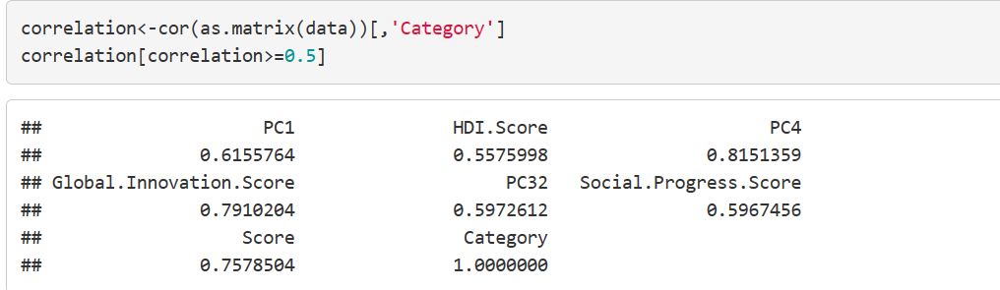 correlation<-cor(as.matrix(data))[,'Category']
correlation[correlation>=0.5]
## PC1 HDI.Score PC4
## 0.6155764 0.5575998 0.8151359
## Global.Innovation.Score PC32 Social.Progress.Score
## 0.7910204 0.5972612 0.5967456
## Score Category
## 0.7578504 1.0000000